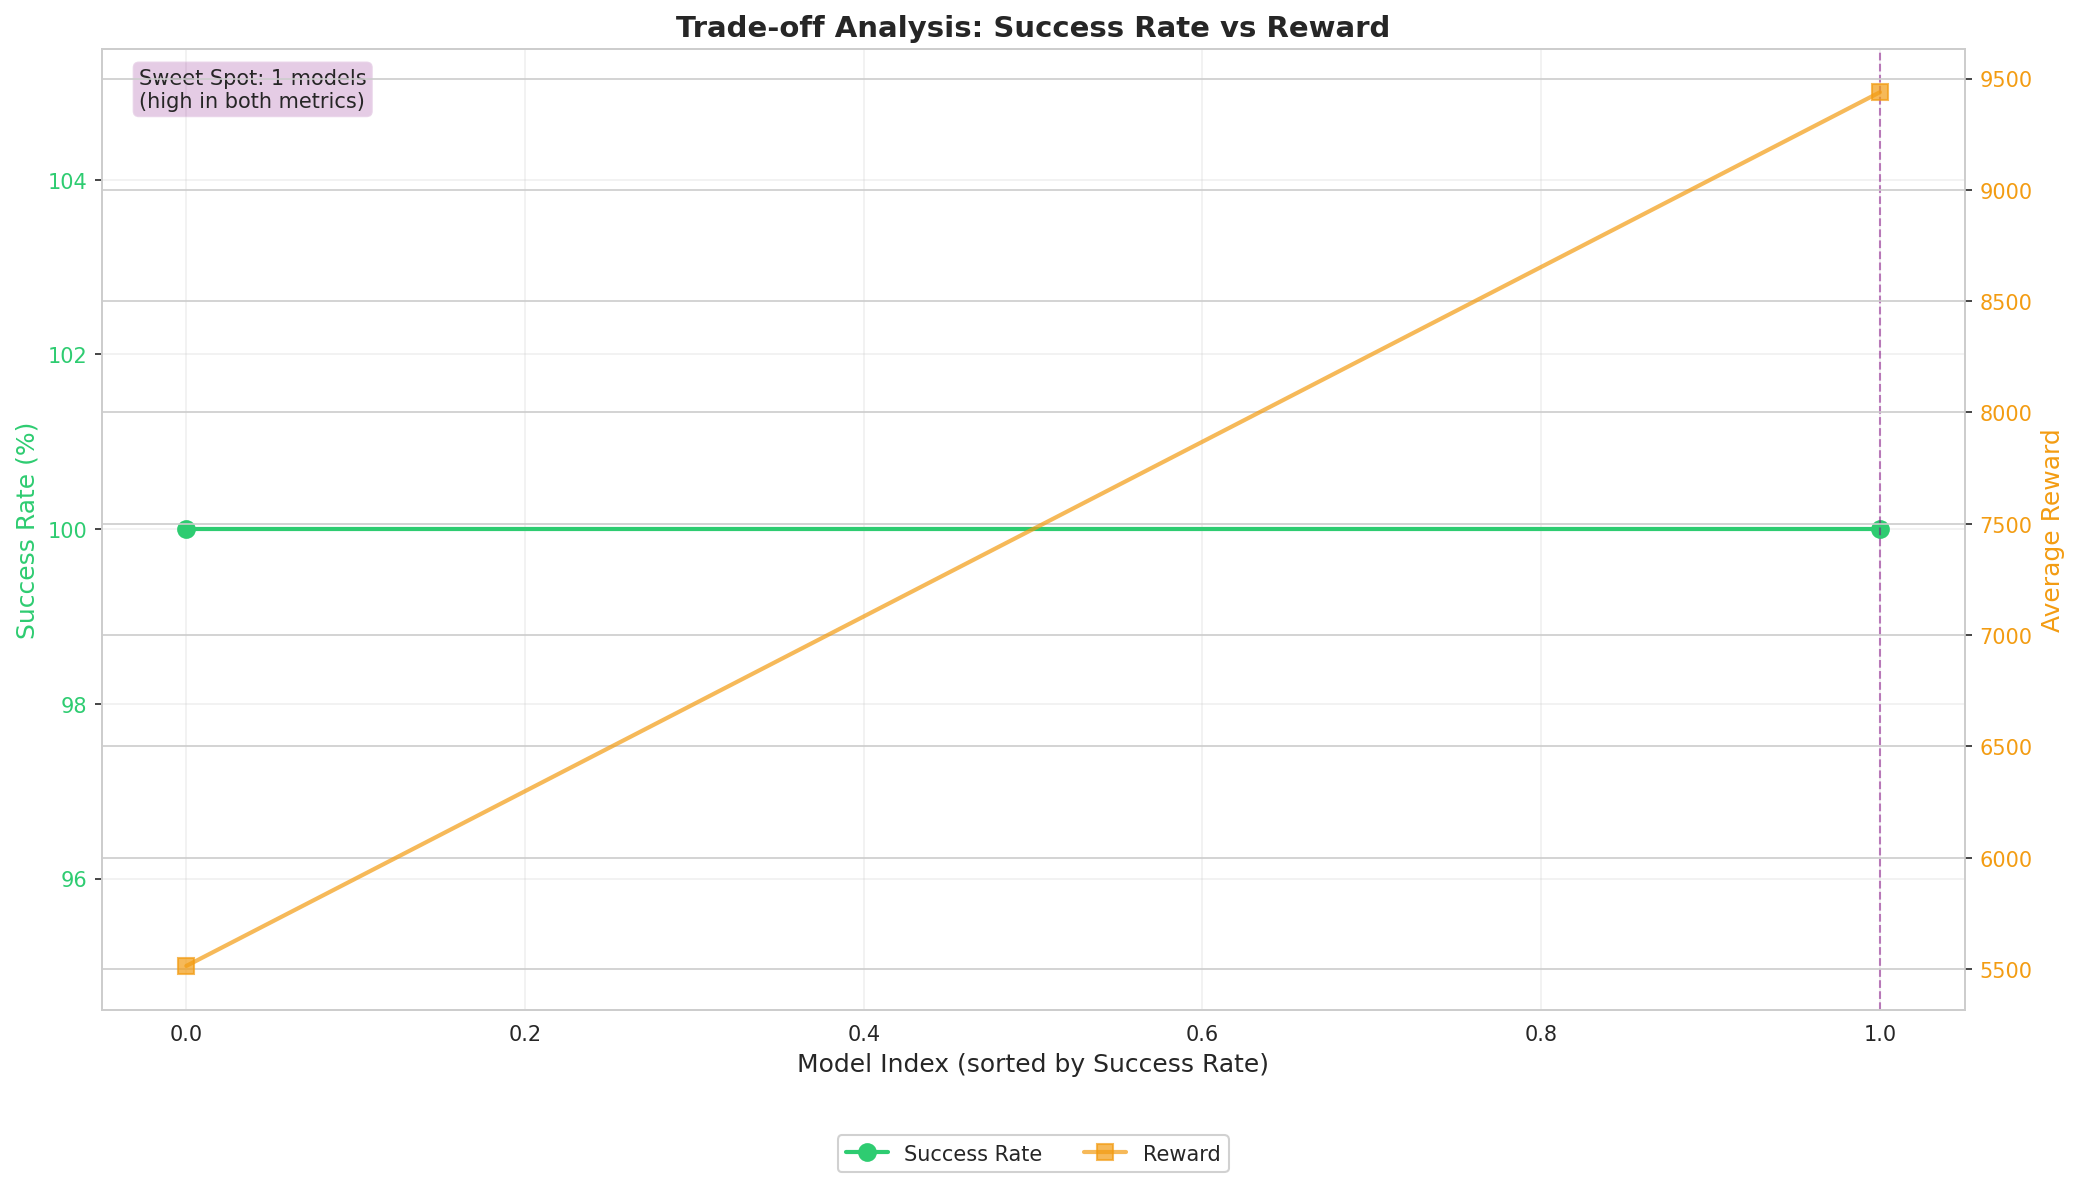 Trade-off Analysis: Success Rate vs Reward
Sweet Spot: 1 models
(high in both metrics)
Success Rate (%)
104
102
100
98
96
9500
9000
8500
8000
7500
7000
6500
6000
5500
Average Reward
0.0 0.2 0.4 0.6 0.8 1.0
Model Index (sorted by Success Rate)
Success Rate Reward